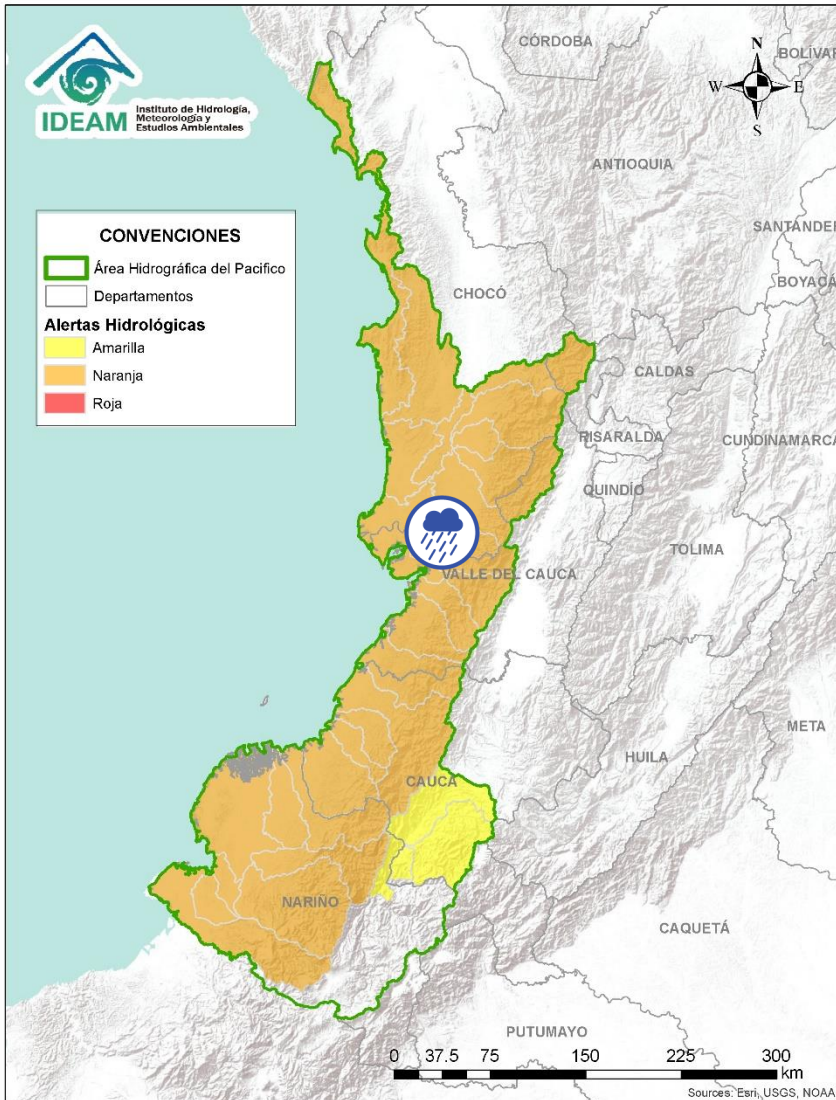 IDEAM
Instituto de Hidrología,
Meteorología y
Estudios Ambientales
CÓRDOBA
BOLÍVAR
N
W
E
S
ANTIOQUIA
SANTANDER
BOYACÁ
CONVENCIONES
Área Hidrográfica del Pacifico
Departamentos
Alertas Hidrológicas
Amarilla
Naranja
Roja
CHOCÓ
CALDAS
RISARALDA
CUNDINAMARCA
QUINDÍO
TOLIMA
VALLE DEL CAUCA
META
HUILA
CAUCA
NARIÑO
CAQUETÁ
PUTUMAYO
0 37.5 75 150 225 300
km
Sources: Esri, USGS, NOAA